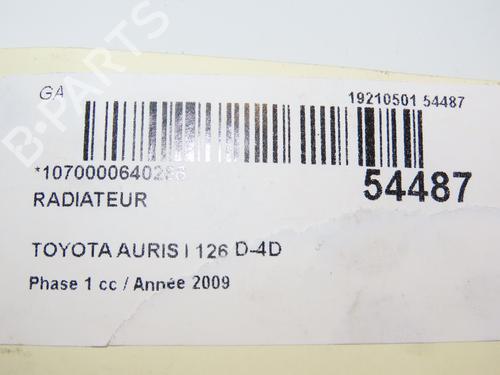 GA
19210501 54487
*1070000640286
54487
RADIATEUR
TOYOTA AURIS I 126 D-4D
Phase 1 cc / Année 2009
B-PARTS